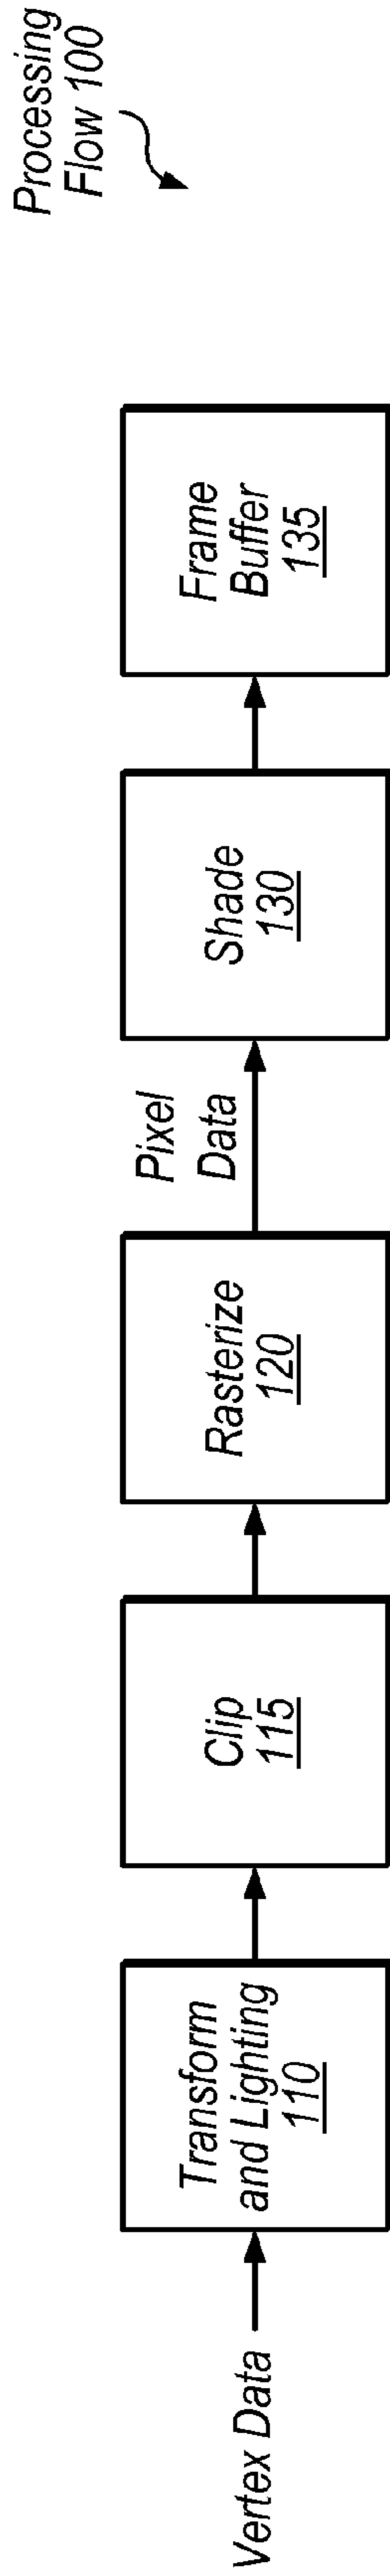 Processing
Flow 100
Vertex Data
Transform
and Lighting
110
Clip
115
Rasterize
120
Pixel
Data
Shade
130
Frame
Buffer
135